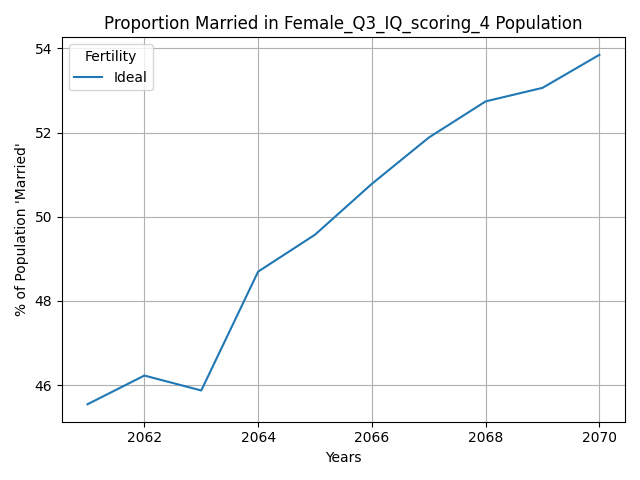 Proportion Married in Female_Q3_IQ_scoring_4 Population
Fertility
Ideal
54
52
50
48
46
% of Population 'Married'
2062
2064
2066
2068
2070
Years